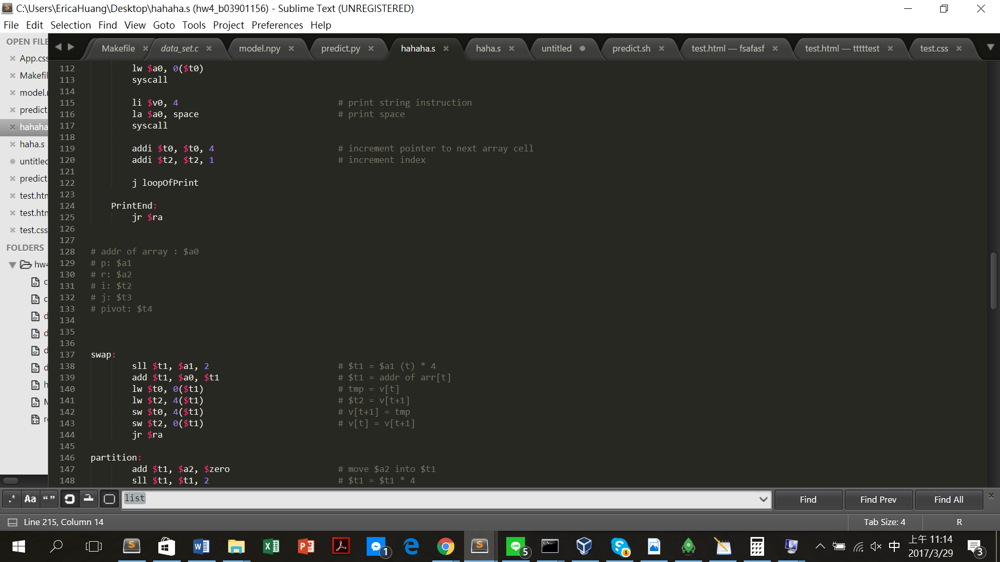 C:\Users\EricaHuang\Desktop\hahaha.s (hw4_b03901156) - Sublime Text (UNREGISTERED)
File Edit Selection Find View Goto Tools Project Preferences Help
OPEN FILE
App.css
Makefil
model.
predict
hahaha
haha.s
untitled
predict
test.htm
test.htm
test.css
FOLDERS
hw4
c
c
d
d
d
d
h
M
re
Makefile data_set.c model.npy predict.py hahaha.s haha.s untitled predict.sh test.html — fsafasf test.html — tttttest test.css
112 lw $a0, 0($t0)
113 syscall
114
115 li $v0, 4 # print string instruction
116 la $a0, space # print space
117 syscall
118
119 addi $t0, $t0, 4 # increment pointer to next array cell
120 addi $t2, $t2, 1 # increment index
121
122 j loopOfPrint
123
124 PrintEnd:
125 jr $ra
126
127
128 # addr of array : $a0
129 # p: $a1
130 # r: $a2
131 # i: $t2
132 # j: $t3
133 # pivot: $t4
134
135
136
137 swap:
138 sll $t1, $a1, 2 # $t1 = $a1 (t) * 4
139 add $t1, $a0, $t1 # $t1 = addr of arr[t]
140 lw $t0, 0($t1) # tmp = v[t]
141 lw $t2, 4($t1) # $t2 = v[t+1]
142 sw $t0, 4($t1) # v[t+1] = tmp
143 sw $t2, 0($t1) # v[t] = v[t+1]
144 jr $ra
145
146 partition:
147 add $t1, $a2, $zero # move $a2 into $t1
148 sll $t1, $t1, 2 # $t1 = $t1 * 4
.* Aa “” list Find Find Prev Find All
Line 215, Column 14 Tab Size: 4 R
1 5 1 中 上午 11:14
2017/3/29 3